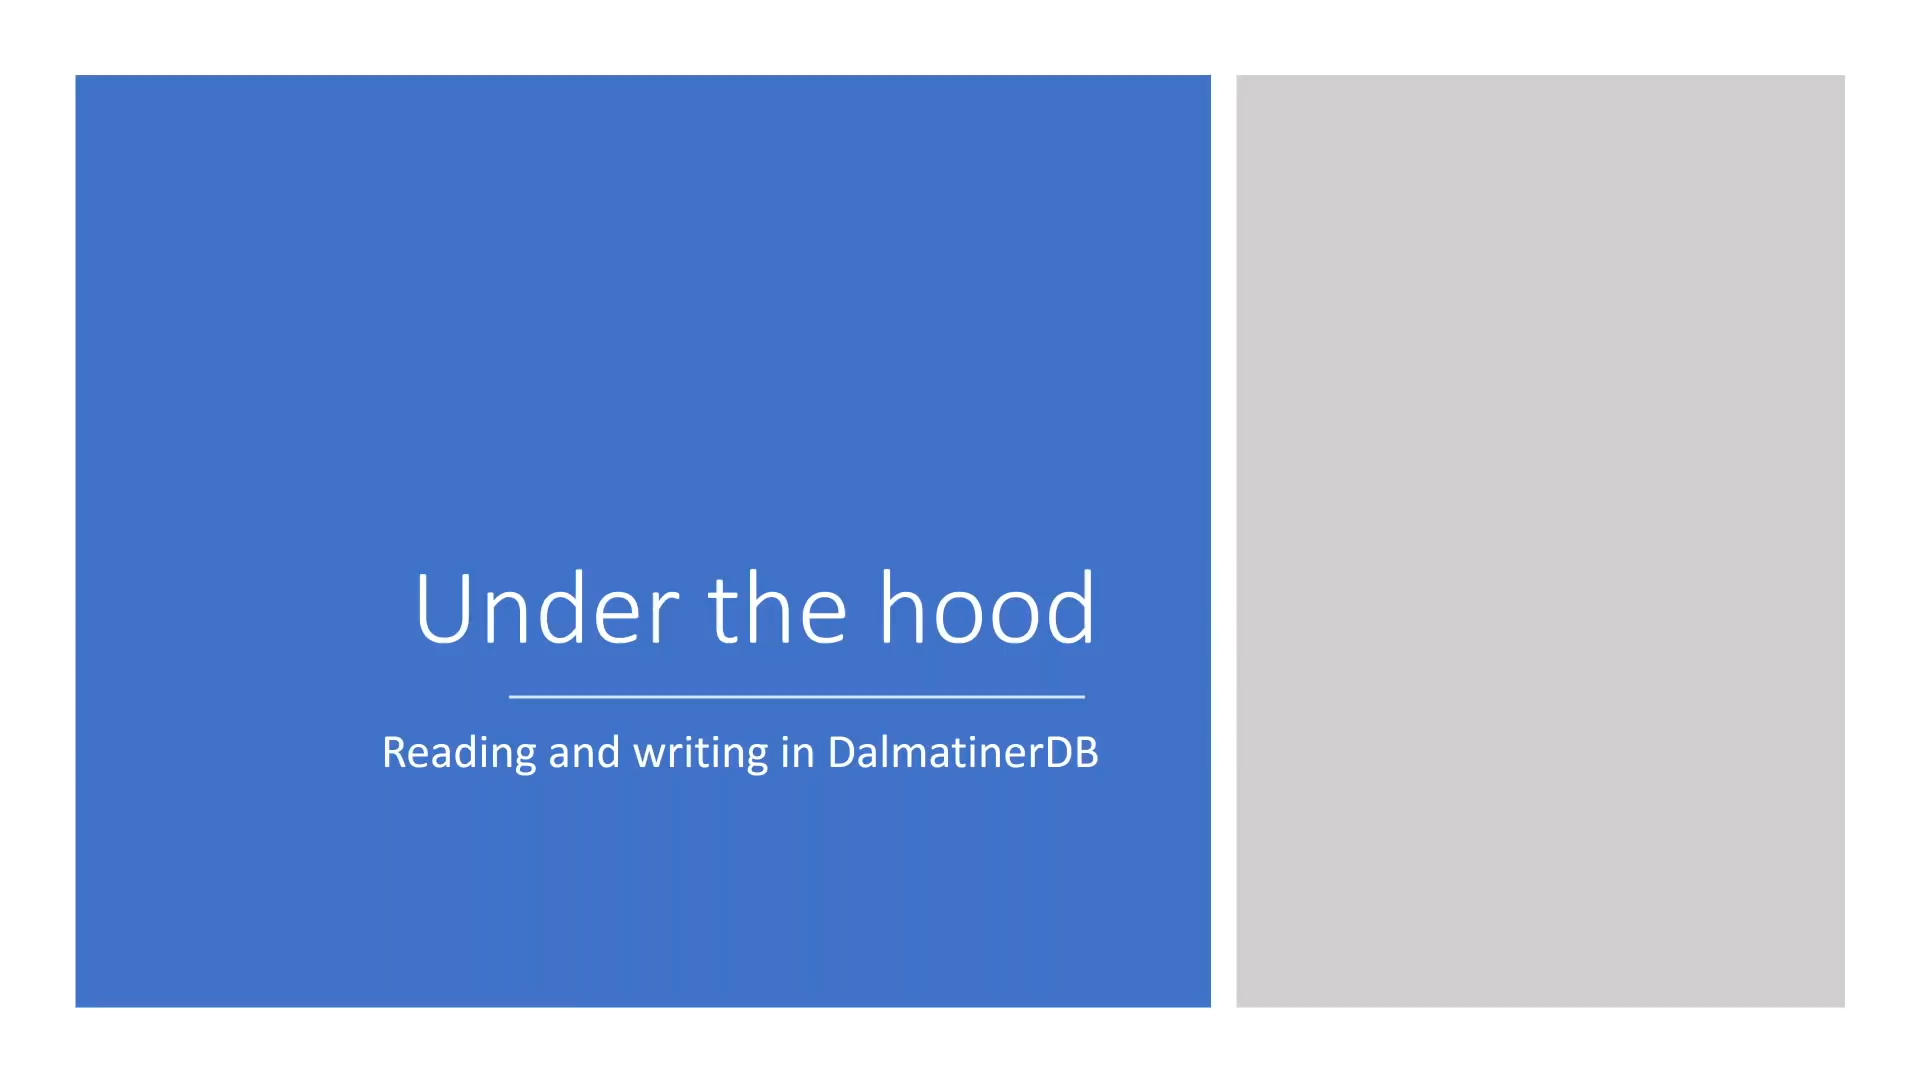 Under the hood
Reading and writing in DalmatinerDB